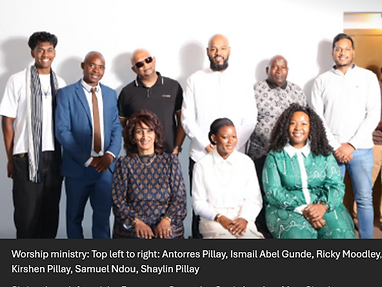 Worship ministry: Top left to right: Antorres Pillay, Ismail Abel Gunde, Ricky Moodley,
Kirshen Pillay, Samuel Ndou, Shaylin Pillay